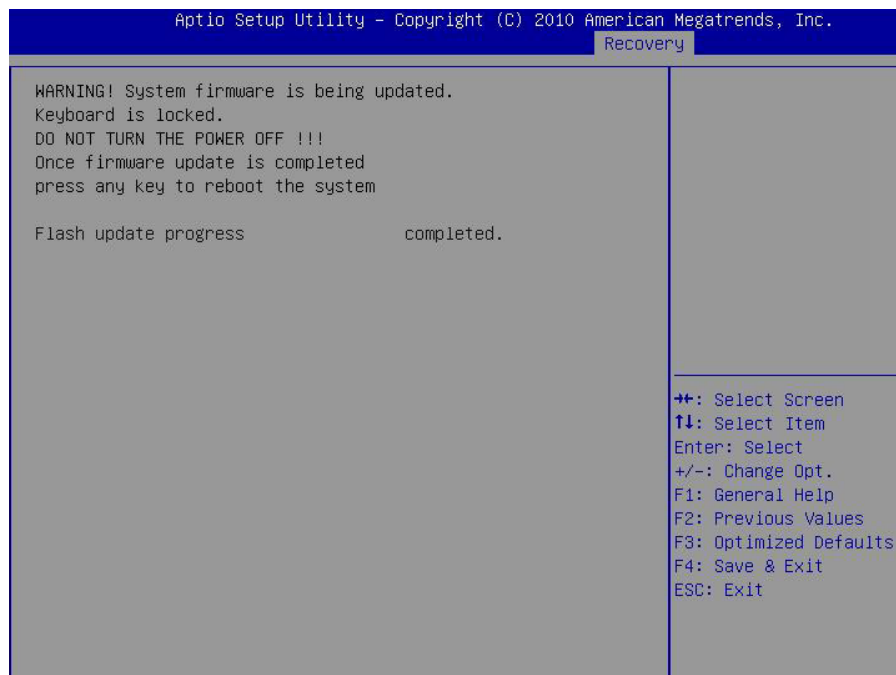 Aptio Setup Utility – Copyright (C) 2010 American Megatrends, Inc.
Recovery
WARNING! System firmware is being updated.
Keyboard is locked.
DO NOT TURN THE POWER OFF !!!
Once firmware update is completed
press any key to reboot the system
Flash update progress completed.
→←: Select Screen
↑↓: Select Item
Enter: Select
+/-: Change Opt.
F1: General Help
F2: Previous Values
F3: Optimized Defaults
F4: Save & Exit
ESC: Exit